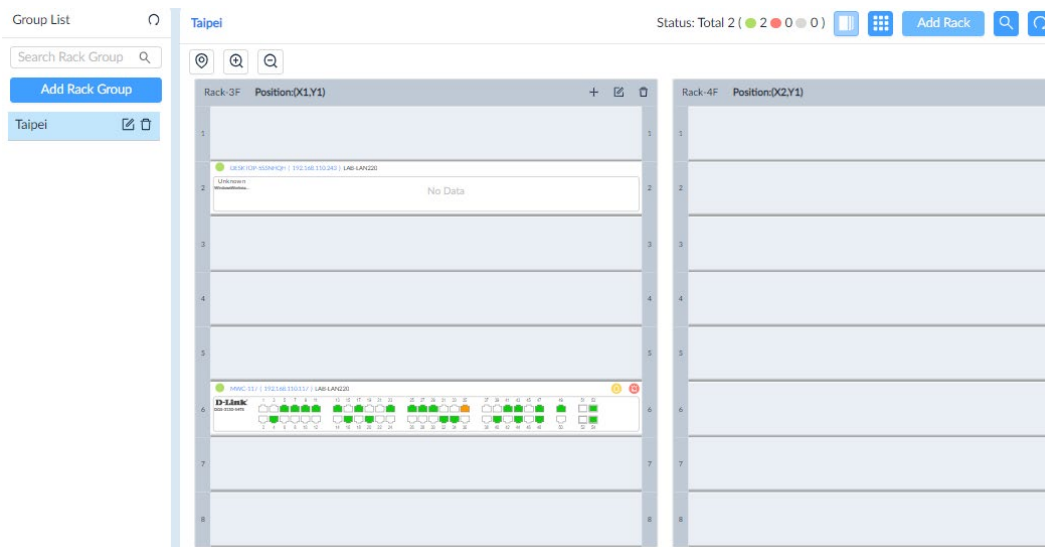 Group List
Search Rack Group
Add Rack Group
Taipei
Taipei
Status: Total 2 ( 2 0 0 )
Add Rack
Rack-3F Position:(X1,Y1)
1 1
LAB-LAN220
Unknown
2 No Data 2
3 3
4 4
5 5
LAB-LAN220
D-Link
6 6
7 7
8 8
Rack-4F Position:(X2,Y1)
1
2
3
4
5
6
7
8